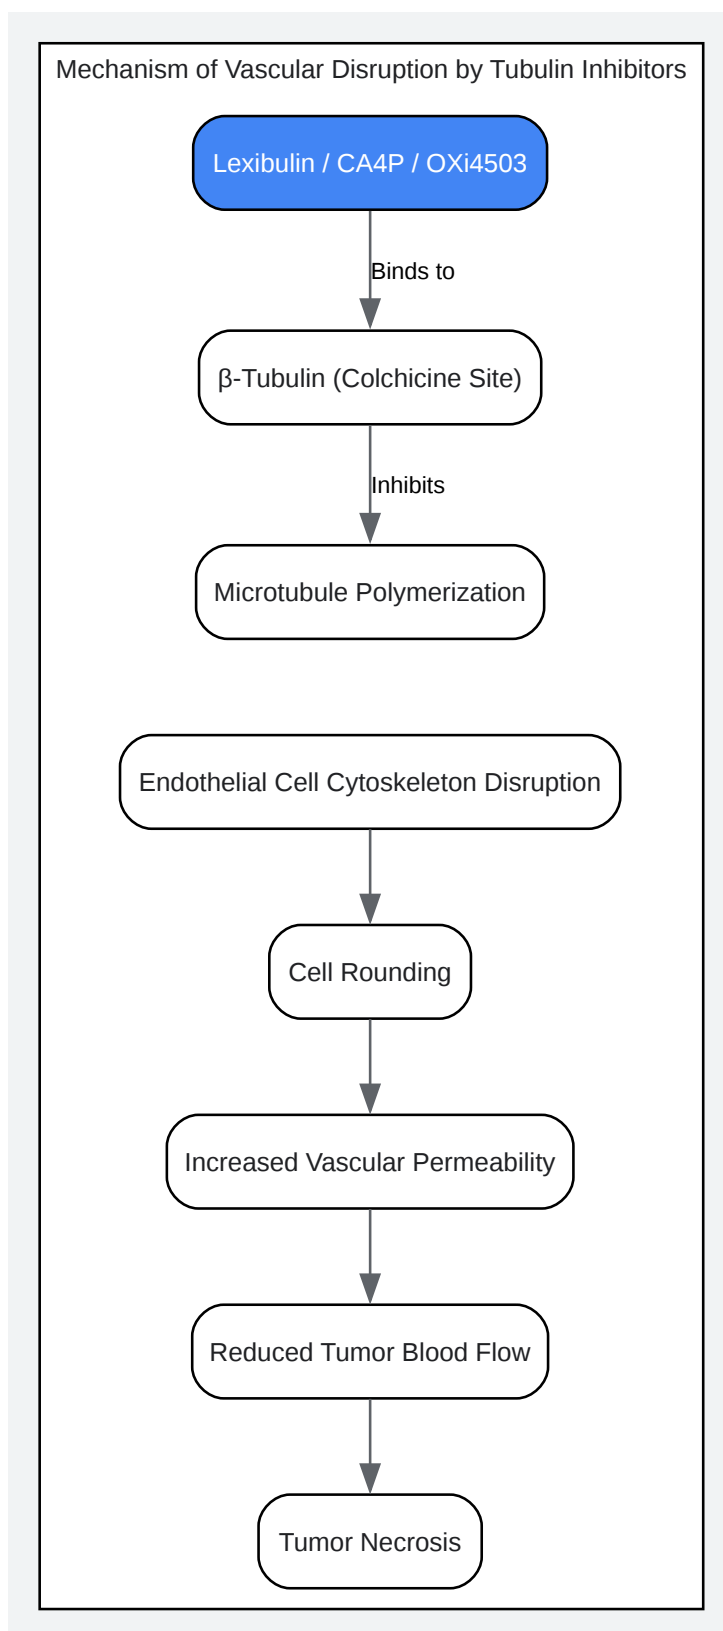 Mechanism of Vascular Disruption by Tubulin Inhibitors
Lexibulin / CA4P / OXi4503
Binds to
β-Tubulin (Colchicine Site)
Inhibits
Microtubule Polymerization
Endothelial Cell Cytoskeleton Disruption
Cell Rounding
Increased Vascular Permeability
Reduced Tumor Blood Flow
Tumor Necrosis